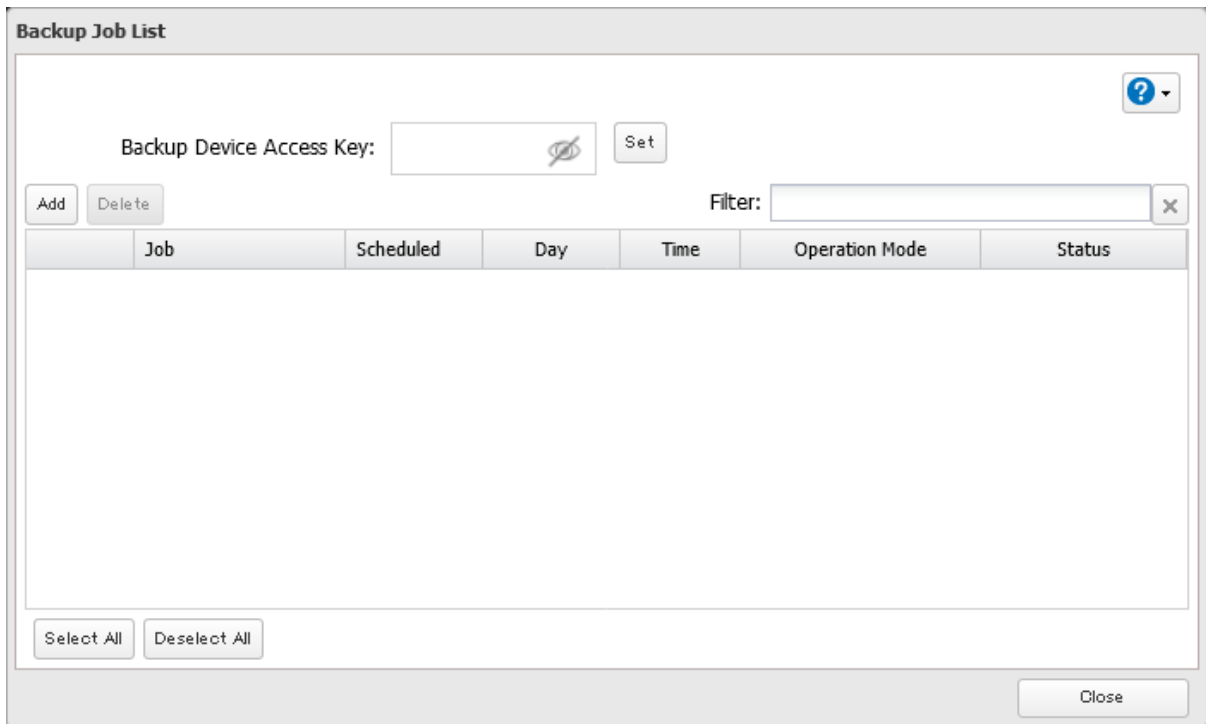 Backup Job List
?
Backup Device Access Key: Set
Add Delete Filter:
Job Scheduled Day Time Operation Mode Status
Select All Deselect All
Close